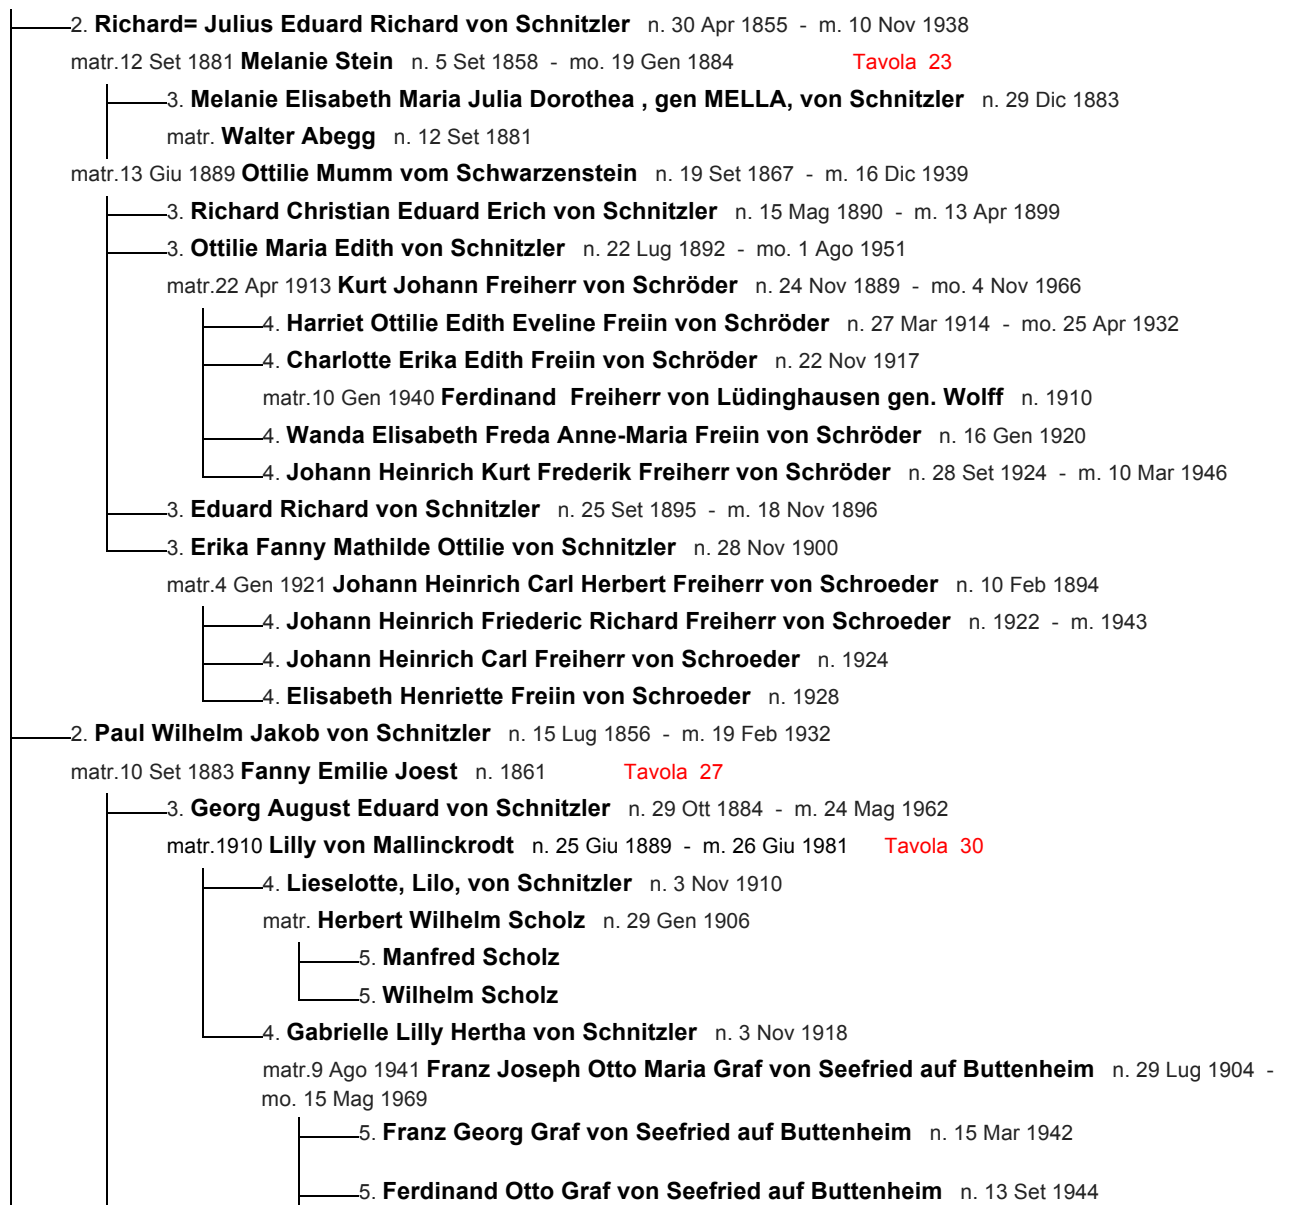 2. Richard= Julius Eduard Richard von Schnitzler n. 30 Apr 1855 - m. 10 Nov 1938
matr.12 Set 1881 Melanie Stein n. 5 Set 1858 - mo. 19 Gen 1884 Tavola 23
3. Melanie Elisabeth Maria Julia Dorothea , gen MELLA, von Schnitzler n. 29 Dic 1883
matr. Walter Abegg n. 12 Set 1881
matr.13 Giu 1889 Ottilie Mumm vom Schwarzenstein n. 19 Set 1867 - m. 16 Dic 1939
3. Richard Christian Eduard Erich von Schnitzler n. 15 Mag 1890 - m. 13 Apr 1899
3. Ottilie Maria Edith von Schnitzler n. 22 Lug 1892 - mo. 1 Ago 1951
matr.22 Apr 1913 Kurt Johann Freiherr von Schröder n. 24 Nov 1889 - mo. 4 Nov 1966
4. Harriet Ottilie Edith Eveline Freiin von Schröder n. 27 Mar 1914 - mo. 25 Apr 1932
4. Charlotte Erika Edith Freiin von Schröder n. 22 Nov 1917
matr.10 Gen 1940 Ferdinand Freiherr von Lüdinghausen gen. Wolff n. 1910
4. Wanda Elisabeth Freda Anne-Maria Freiin von Schröder n. 16 Gen 1920
4. Johann Heinrich Kurt Frederik Freiherr von Schröder n. 28 Set 1924 - m. 10 Mar 1946
3. Eduard Richard von Schnitzler n. 25 Set 1895 - m. 18 Nov 1896
3. Erika Fanny Mathilde Ottilie von Schnitzler n. 28 Nov 1900
matr.4 Gen 1921 Johann Heinrich Carl Herbert Freiherr von Schroeder n. 10 Feb 1894
4. Johann Heinrich Friederic Richard Freiherr von Schroeder n. 1922 - m. 1943
4. Johann Heinrich Carl Freiherr von Schroeder n. 1924
4. Elisabeth Henriette Freiin von Schroeder n. 1928
2. Paul Wilhelm Jakob von Schnitzler n. 15 Lug 1856 - m. 19 Feb 1932
matr.10 Set 1883 Fanny Emilie Joest n. 1861 Tavola 27
3. Georg August Eduard von Schnitzler n. 29 Ott 1884 - m. 24 Mag 1962
matr.1910 Lilly von Mallinckrodt n. 25 Giu 1889 - m. 26 Giu 1981 Tavola 30
4. Lieselotte, Lilo, von Schnitzler n. 3 Nov 1910
matr. Herbert Wilhelm Scholz n. 29 Gen 1906
5. Manfred Scholz
5. Wilhelm Scholz
4. Gabrielle Lilly Hertha von Schnitzler n. 3 Nov 1918
matr.9 Ago 1941 Franz Joseph Otto Maria Graf von Seefried auf Buttenheim n. 29 Lug 1904 -
mo. 15 Mag 1969
5. Franz Georg Graf von Seefried auf Buttenheim n. 15 Mar 1942
5. Ferdinand Otto Graf von Seefried auf Buttenheim n. 13 Set 1944